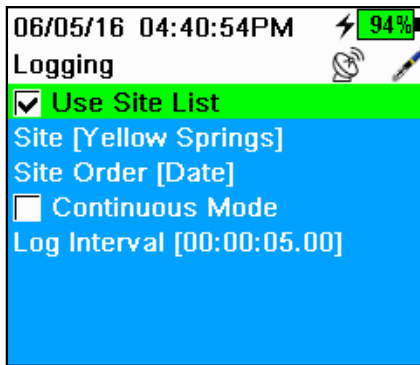 06/05/16 04:40:54PM 94%
Logging
Use Site List
Site [Yellow Springs]
Site Order [Date]
Continuous Mode
Log Interval [00:00:05.00]